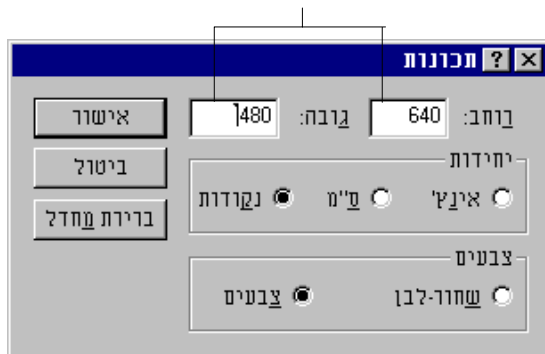 תכונות
רוחב: 640 גובה: 480
אישור
יחידות
אינץ' ס"מ נקודות
ביטול
ברירת מחדל
צבעים
שחור-לבן צבעים